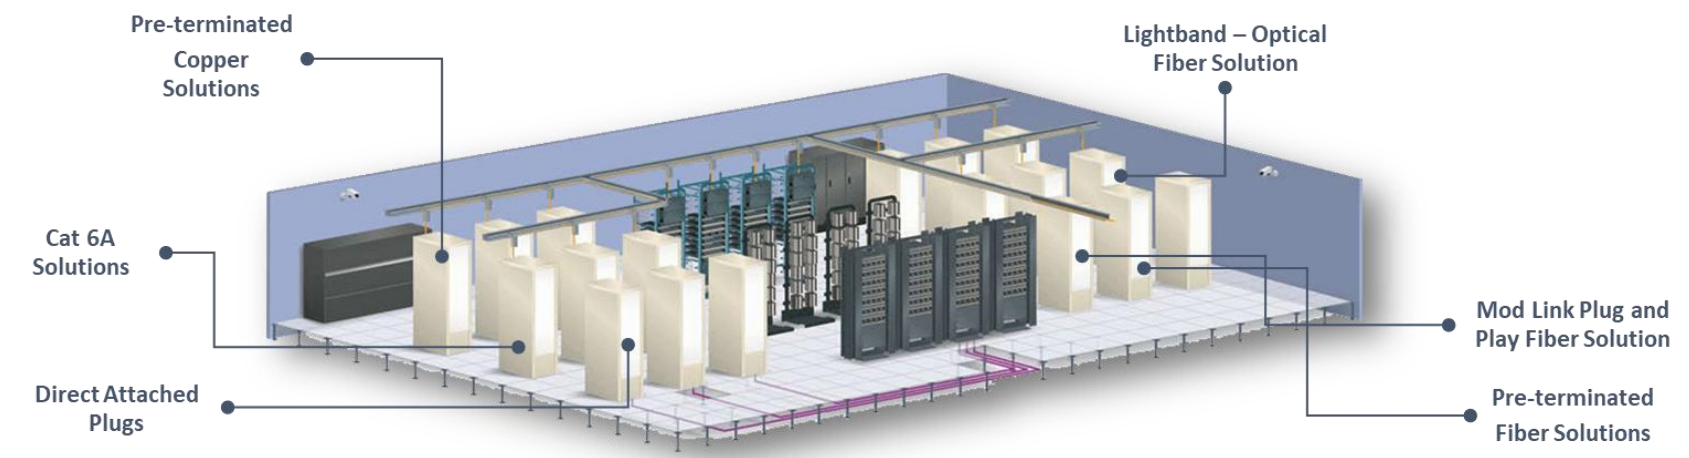 Pre-terminated
Copper
Solutions
Lightband – Optical
Fiber Solution
Cat 6A
Solutions
Mod Link Plug and
Play Fiber Solution
Direct Attached
Plugs
Pre-terminated
Fiber Solutions